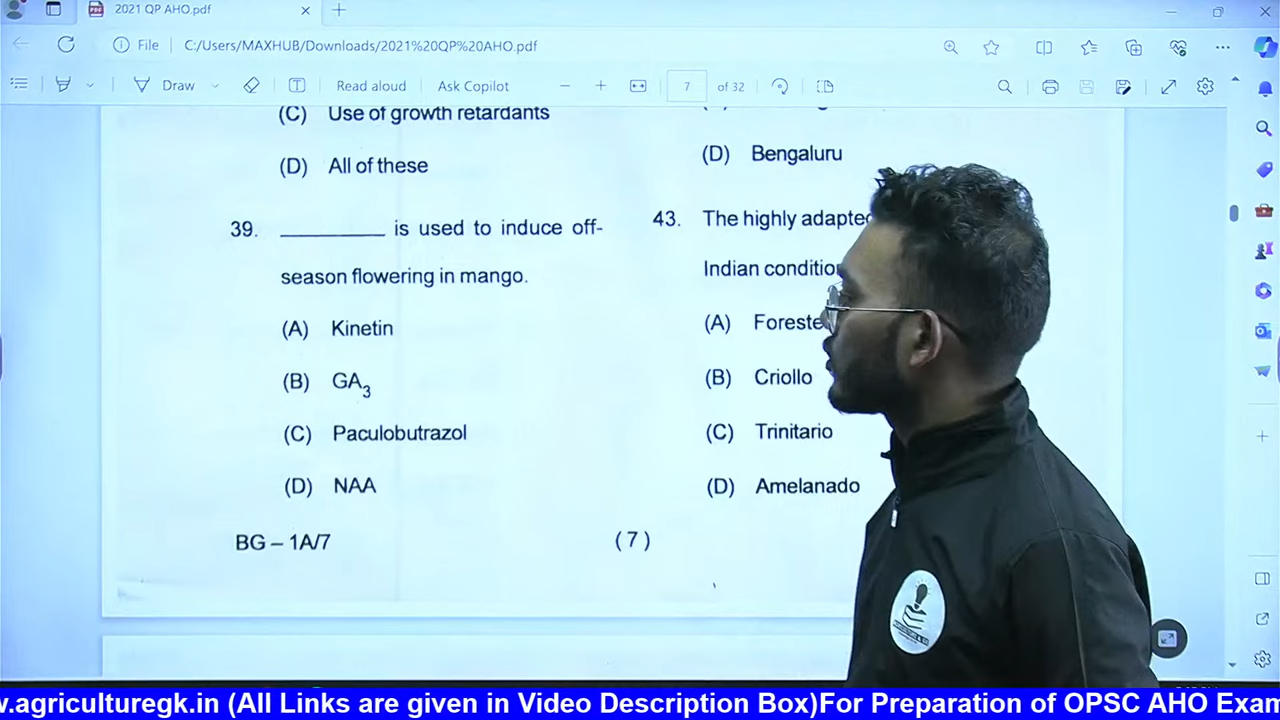 2021 QP AHO.pdf
File
C:/Users/MAXHUB/Downloads/2021%20QP%20AHO.pdf
Draw
Read aloud
Ask Copilot
7 of 32
(C) Use of growth retardants
(D) All of these
39. __________ is used to induce off-
season flowering in mango.
(A) Kinetin
(B) GA3
(C) Paculobutrazol
(D) NAA
BG – 1A/7
(7)
(D) Bengaluru
43. The highly adapted
Indian
(A)
(B) Criollo
(C) Trinitario
(D) Amelanado
.agriculturegk.in (All Links are given in Video Description Box)For Preparation of OPSC AHO Exam